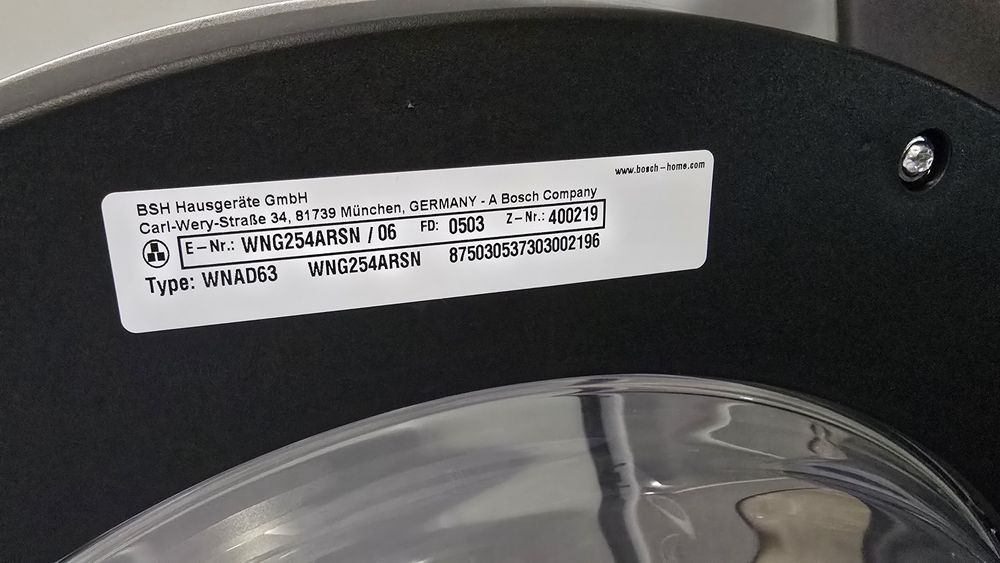 www.bosch-home.com
BSH Hausgeräte GmbH
Carl-Wery-Straße 34, 81739 München, GERMANY - A Bosch Company
E-Nr.: WNG254ARSN / 06 FD: 0503 Z-Nr.: 400219
Type: WNAD63 WNG254ARSN 875030537303002196